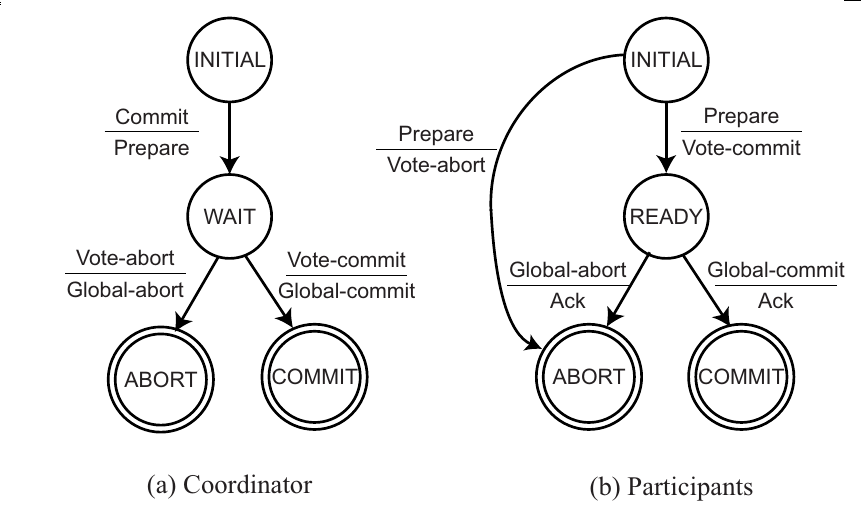 INITIAL
Commit
Prepare
WAIT
Vote-abort
Global-abort
Vote-commit
Global-commit
ABORT
COMMIT
(a) Coordinator
INITIAL
Prepare
Vote-abort
Prepare
Vote-commit
READY
Global-abort
Ack
Global-commit
Ack
ABORT
COMMIT
(b) Participants